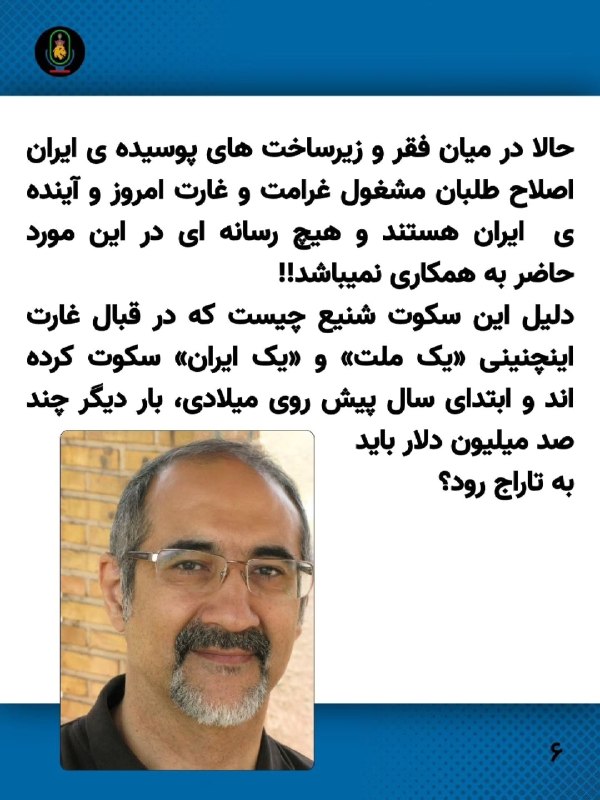 حالا در میان فقر و زیرساخت های پوسیده ی ایران
اصلاح طلبان مشغول غرامت و غارت امروز و آینده
ی ایران هستند و هیچ رسانه ای در این مورد
حاضر به همکاری نمیباشد!!
دلیل این سکوت شنیع چیست که در قبال غارت
اینچنینی «یک ملت» و «یک ایران» سکوت کرده
اند و ابتدای سال پیش روی میلادی، بار دیگر چند
صد میلیون دلار باید
به تاراج رود؟
۶